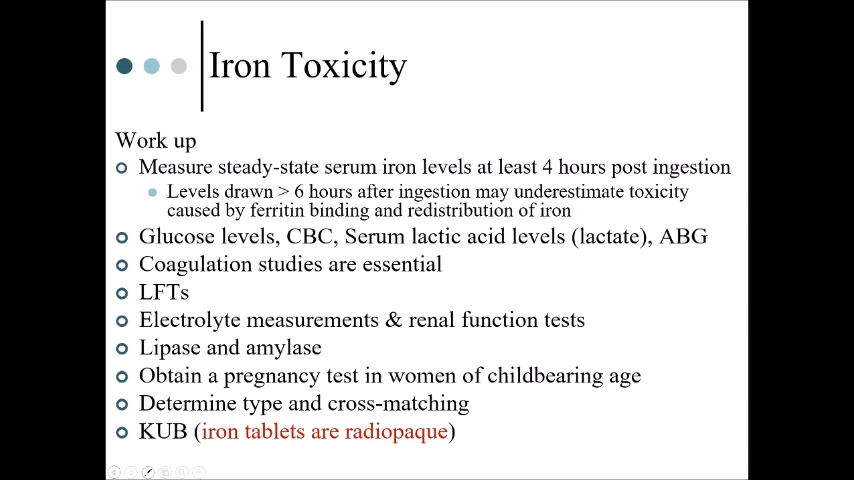 Iron Toxicity
Work up
Measure steady-state serum iron levels at least 4 hours post ingestion
Levels drawn > 6 hours after ingestion may underestimate toxicity
caused by ferritin binding and redistribution of iron
Glucose levels, CBC, Serum lactic acid levels (lactate), ABG
Coagulation studies are essential
LFTs
Electrolyte measurements & renal function tests
Lipase and amylase
Obtain a pregnancy test in women of childbearing age
Determine type and cross-matching
KUB (iron tablets are radiopaque)